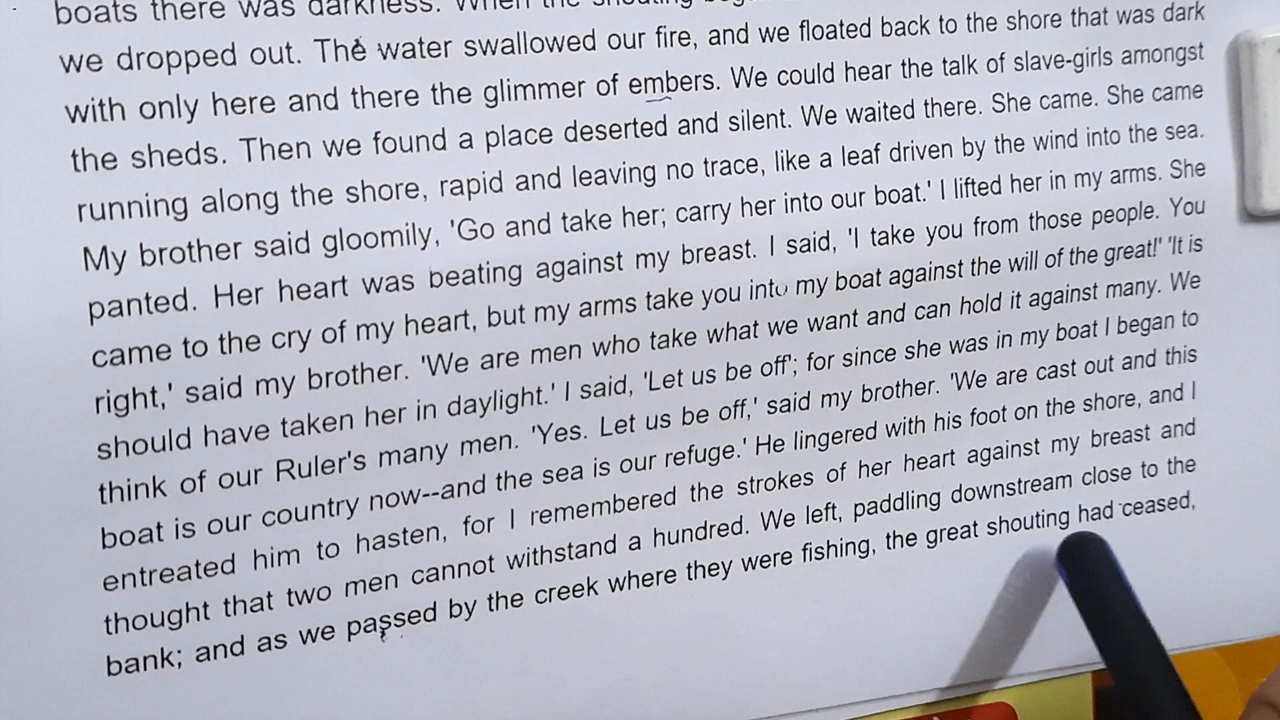 boats there was darkness. When the shouting
we dropped out. The water swallowed our fire, and we floated back to the shore that was dark
with only here and there the glimmer of embers. We could hear the talk of slave-girls amongst
the sheds. Then we found a place deserted and silent. We waited there. She came. She came
running along the shore, rapid and leaving no trace, like a leaf driven by the wind into the sea.
My brother said gloomily, 'Go and take her; carry her into our boat.' I lifted her in my arms. She
panted. Her heart was beating against my breast. I said, 'I take you from those people. You
came to the cry of my heart, but my arms take you into my boat against the will of the great!' 'It is
right,' said my brother. 'We are men who take what we want and can hold it against many. We
should have taken her in daylight.' I said, 'Let us be off'; for since she was in my boat I began to
think of our Ruler's many men. 'Yes. Let us be off,' said my brother. 'We are cast out and this
boat is our country now--and the sea is our refuge.' He lingered with his foot on the shore, and I
entreated him to hasten, for I remembered the strokes of her heart against my breast and
thought that two men cannot withstand a hundred. We left, paddling downstream close to the
bank; and as we passed by the creek where they were fishing, the great shouting had ceased,